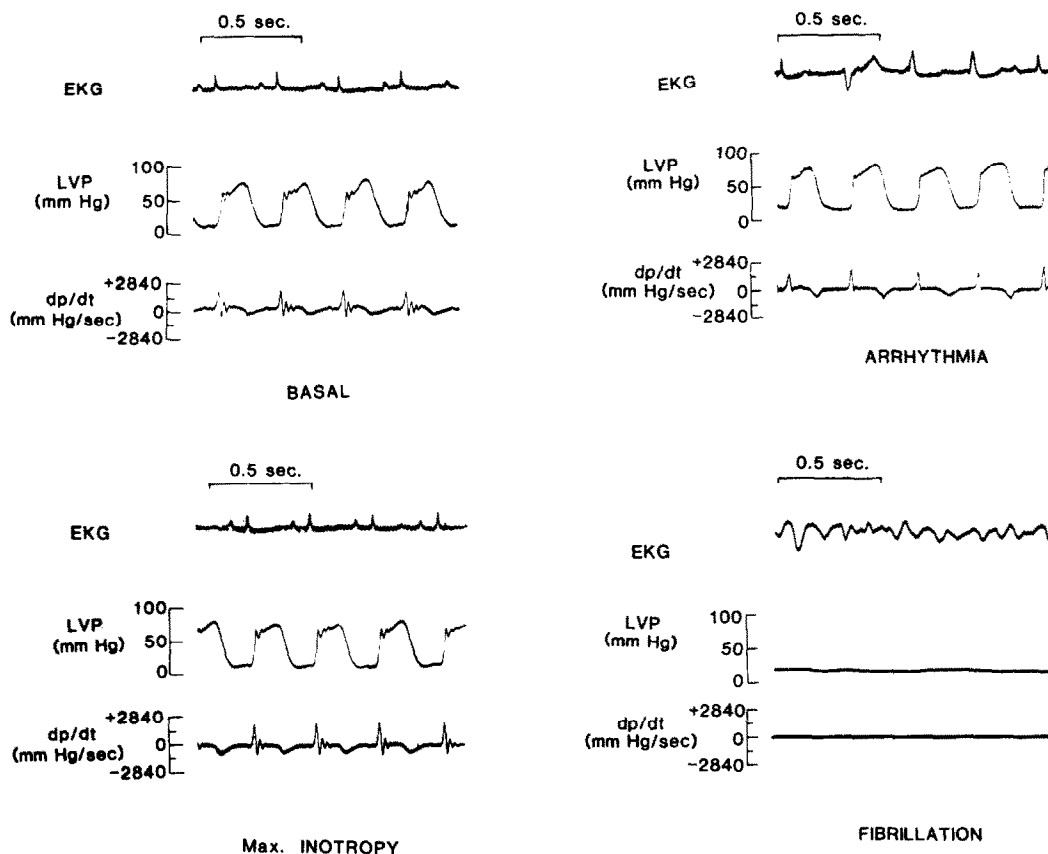 0.5 sec.
EKG
LVP
(mm Hg)
100
50
0
dp/dt
(mm Hg/sec)
+2840
0
-2840
BASAL
0.5 sec.
EKG
LVP
(mm Hg)
100
50
0
dp/dt
(mm Hg/sec)
+2840
0
-2840
ARRHYTHMIA
0.5 sec.
EKG
LVP
(mm Hg)
100
50
0
dp/dt
(mm Hg/sec)
+2840
0
-2840
Max. INOTROPY
0.5 sec.
EKG
LVP
(mm Hg)
100
50
0
dp/dt
(mm Hg/sec)
+2840
0
-2840
FIBRILLATION